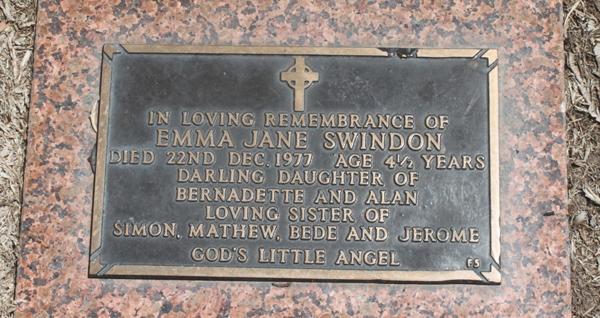 IN LOVING REMEMBRANCE OF
EMMA JANE SWINDON
DIED 22ND DEC. 1977 AGE 4½ YEARS
DARLING DAUGHTER OF
BERNADETTE AND ALAN
LOVING SISTER OF
SIMON, MATHEW, BEDE AND JEROME
GOD'S LITTLE ANGEL
FS